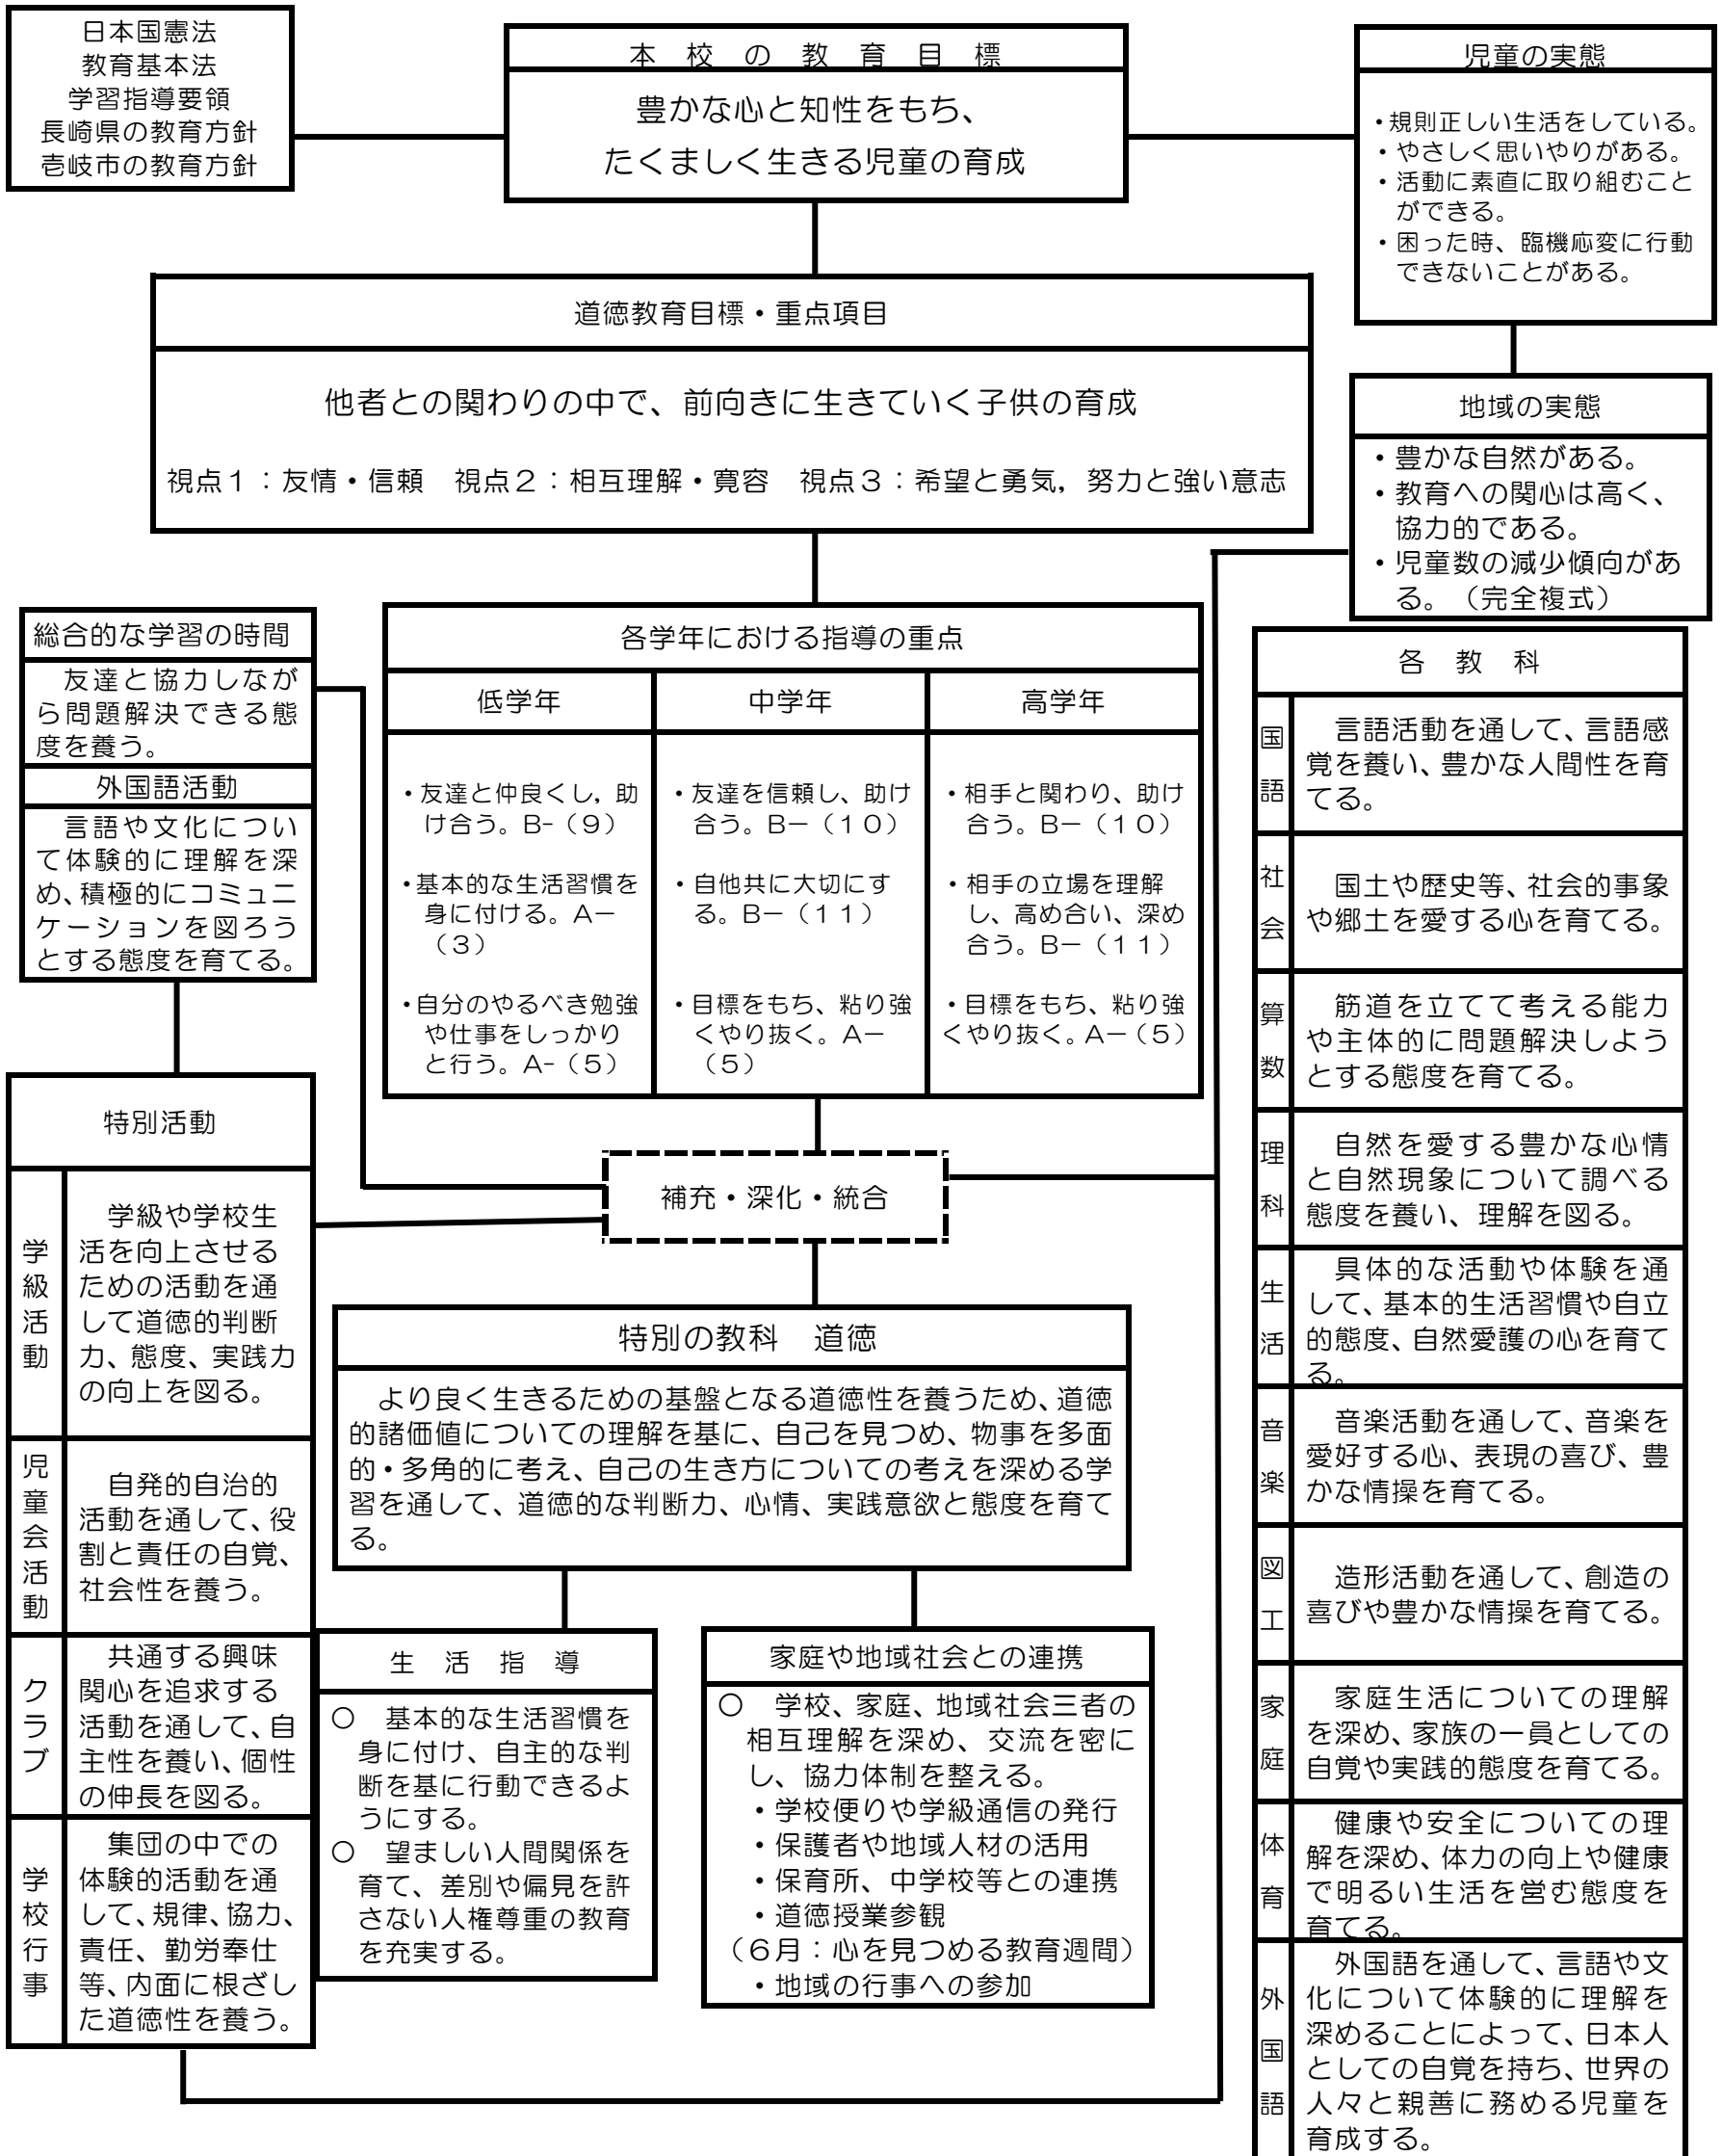 日本国憲法
教育基本法
学習指導要領
長崎県の教育方針
壱岐市の教育方針
本　校　の　教　育　目　標
豊かな心と知性をもち、
たくましく生きる児童の育成
児童の実態
・規則正しい生活をしている。
・やさしく思いやりがある。
・活動に素直に取り組むこと
ができる。
・困った時、臨機応変に行動
できないことがある。
道徳教育目標・重点項目
他者との関わりの中で、前向きに生きていく子供の育成
視点１：友情・信頼　視点２：相互理解・寛容　視点３：希望と勇気，努力と強い意志
地域の実態
・豊かな自然がある。
・教育への関心は高く、
協力的である。
・児童数の減少傾向があ
る。（完全複式）
総合的な学習の時間
友達と協力しなが
ら問題解決できる態
度を養う。
外国語活動
言語や文化につい
て体験的に理解を深
め、積極的にコミュニ
ケーションを図ろう
とする態度を育てる。
各学年における指導の重点
低学年
・友達と仲良くし，助
け合う。B-（９）
・基本的な生活習慣を
身に付ける。A－
（３）
・自分のやるべき勉強
や仕事をしっかり
と行う。A-（５）
中学年
・友達を信頼し、助け
合う。B－（１０）
・自他共に大切にす
る。B－（１１）
・目標をもち、粘り強
くやり抜く。A－
（５）
高学年
・相手と関わり、助け
合う。B－（１０）
・相手の立場を理解
し、高め合い、深め
合う。B－（１１）
・目標をもち、粘り強
くやり抜く。A－（５）
補充・深化・統合
特別活動
学級活動
学級や学校生
活を向上させる
ための活動を通
して道徳的判断
力、態度、実践力
の向上を図る。
児童会活動
自発的自治的
活動を通して、役
割と責任の自覚、
社会性を養う。
クラブ
共通する興味
関心を追求する
活動を通して、自
主性を養い、個性
の伸長を図る。
学校行事
集団の中での
体験的活動を通
して、規律、協力、
責任、勤労奉仕
等、内面に根ざし
た道徳性を養う。
特別の教科　道徳
より良く生きるための基盤となる道徳性を養うため、道徳
的諸価値についての理解を基に、自己を見つめ、物事を多面
的・多角的に考え、自己の生き方についての考えを深める学
習を通して、道徳的な判断力、心情、実践意欲と態度を育て
る。
生　活　指　導
○　基本的な生活習慣を
身に付け、自主的な判
断を基に行動できるよ
うにする。
○　望ましい人間関係を
育て、差別や偏見を許
さない人権尊重の教育
を充実する。
家庭や地域社会との連携
○　学校、家庭、地域社会三者の
相互理解を深め、交流を密に
し、協力体制を整える。
・学校便りや学級通信の発行
・保護者や地域人材の活用
・保育所、中学校等との連携
・道徳授業参観
（６月：心を見つめる教育週間）
・地域の行事への参加
各　教　科
国語
言語活動を通して、言語感
覚を養い、豊かな人間性を育
てる。
社会
国土や歴史等、社会的事象
や郷土を愛する心を育てる。
算数
筋道を立てて考える能力
や主体的に問題解決しよう
とする態度を育てる。
理科
自然を愛する豊かな心情
と自然現象について調べる
態度を養い、理解を図る。
生活
具体的な活動や体験を通
して、基本的生活習慣や自立
的態度、自然愛護の心を育て
る。
音楽
音楽活動を通して、音楽を
愛好する心、表現の喜び、豊
かな情操を育てる。
図工
造形活動を通して、創造の
喜びや豊かな情操を育てる。
家庭
家庭生活についての理解
を深め、家族の一員としての
自覚や実践的態度を育てる。
体育
健康や安全についての理
解を深め、体力の向上や健康
で明るい生活を営む態度を
育てる。
外国語
外国語を通して、言語や文
化について体験的に理解を
深めることによって、日本人
としての自覚を持ち、世界の
人々と親善に務める児童を
育成する。